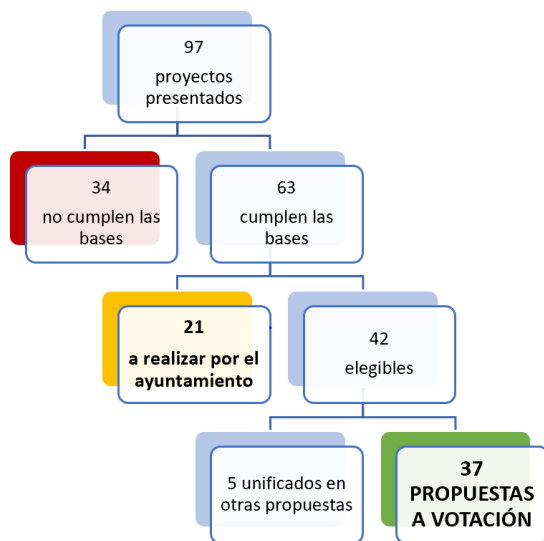 97
proyectos
presentados
34
no cumplen las
bases
63
cumplen las
bases
21
a realizar por el
ayuntamiento
42
elegibles
5 unificados en
otras propuestas
37
PROPUESTAS
A VOTACIÓN